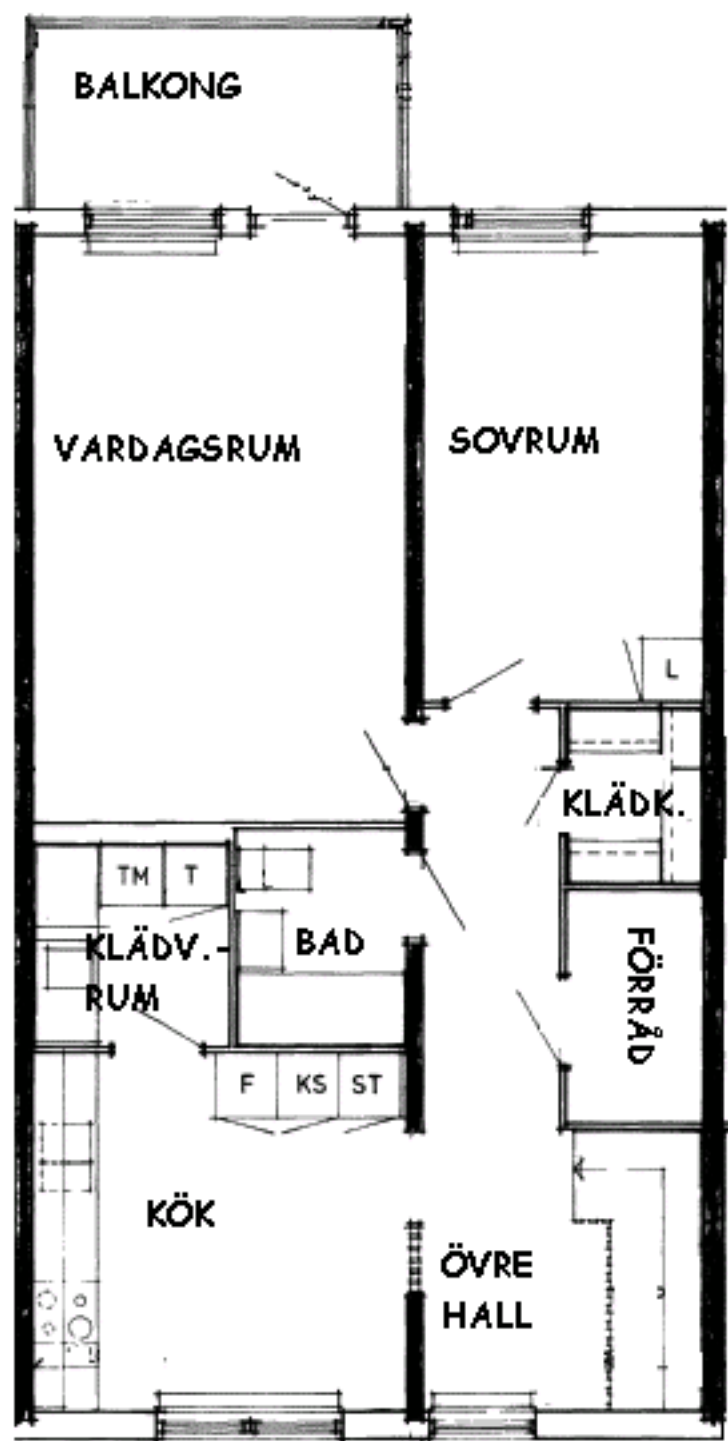 BALKONG
VARDAGSRUM
SOVRUM
L
KLÄDK.
TM
T
KLÄDV.-
RUM
BAD
FÖRRÅD
F
KS
ST
KÖK
ÖVRE
HALL